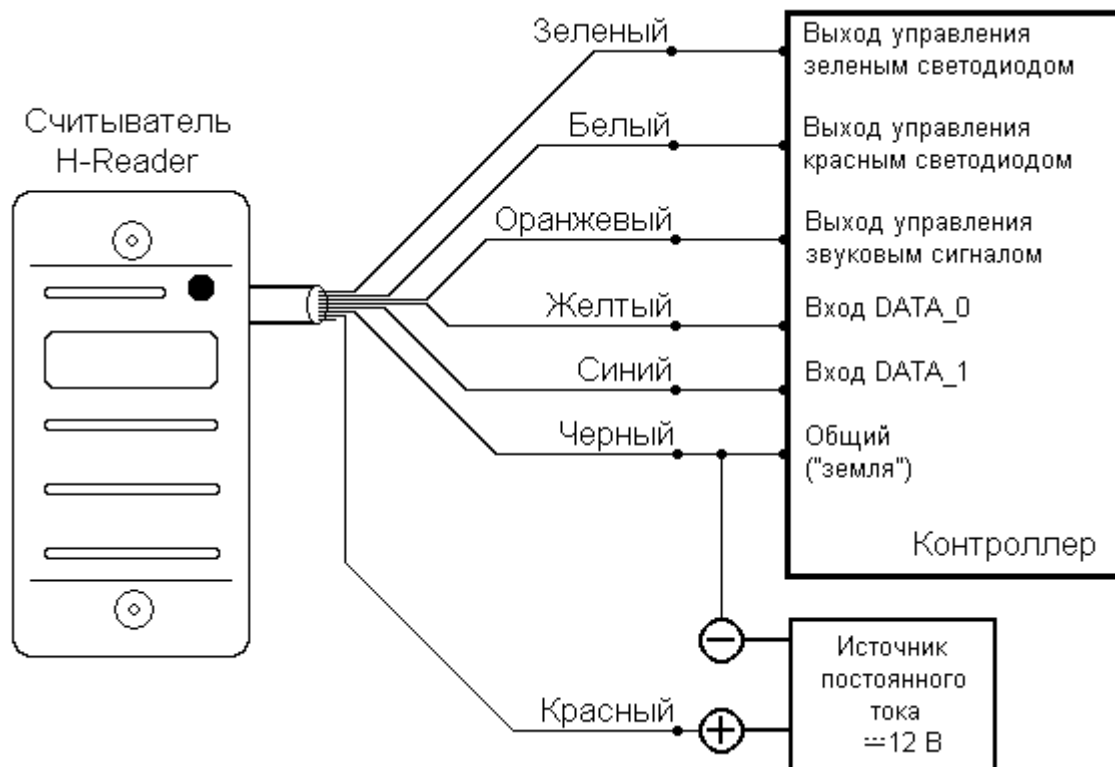 Считыватель
H-Reader
Зеленый
Белый
Оранжевый
Желтый
Синий
Черный
Красный
Выход управления
зеленым светодиодом
Выход управления
красным светодиодом
Выход управления
звуковым сигналом
Вход DATA_0
Вход DATA_1
Общий
("земля")
Контроллер
Источник
постоянного
тока
⎓12 В